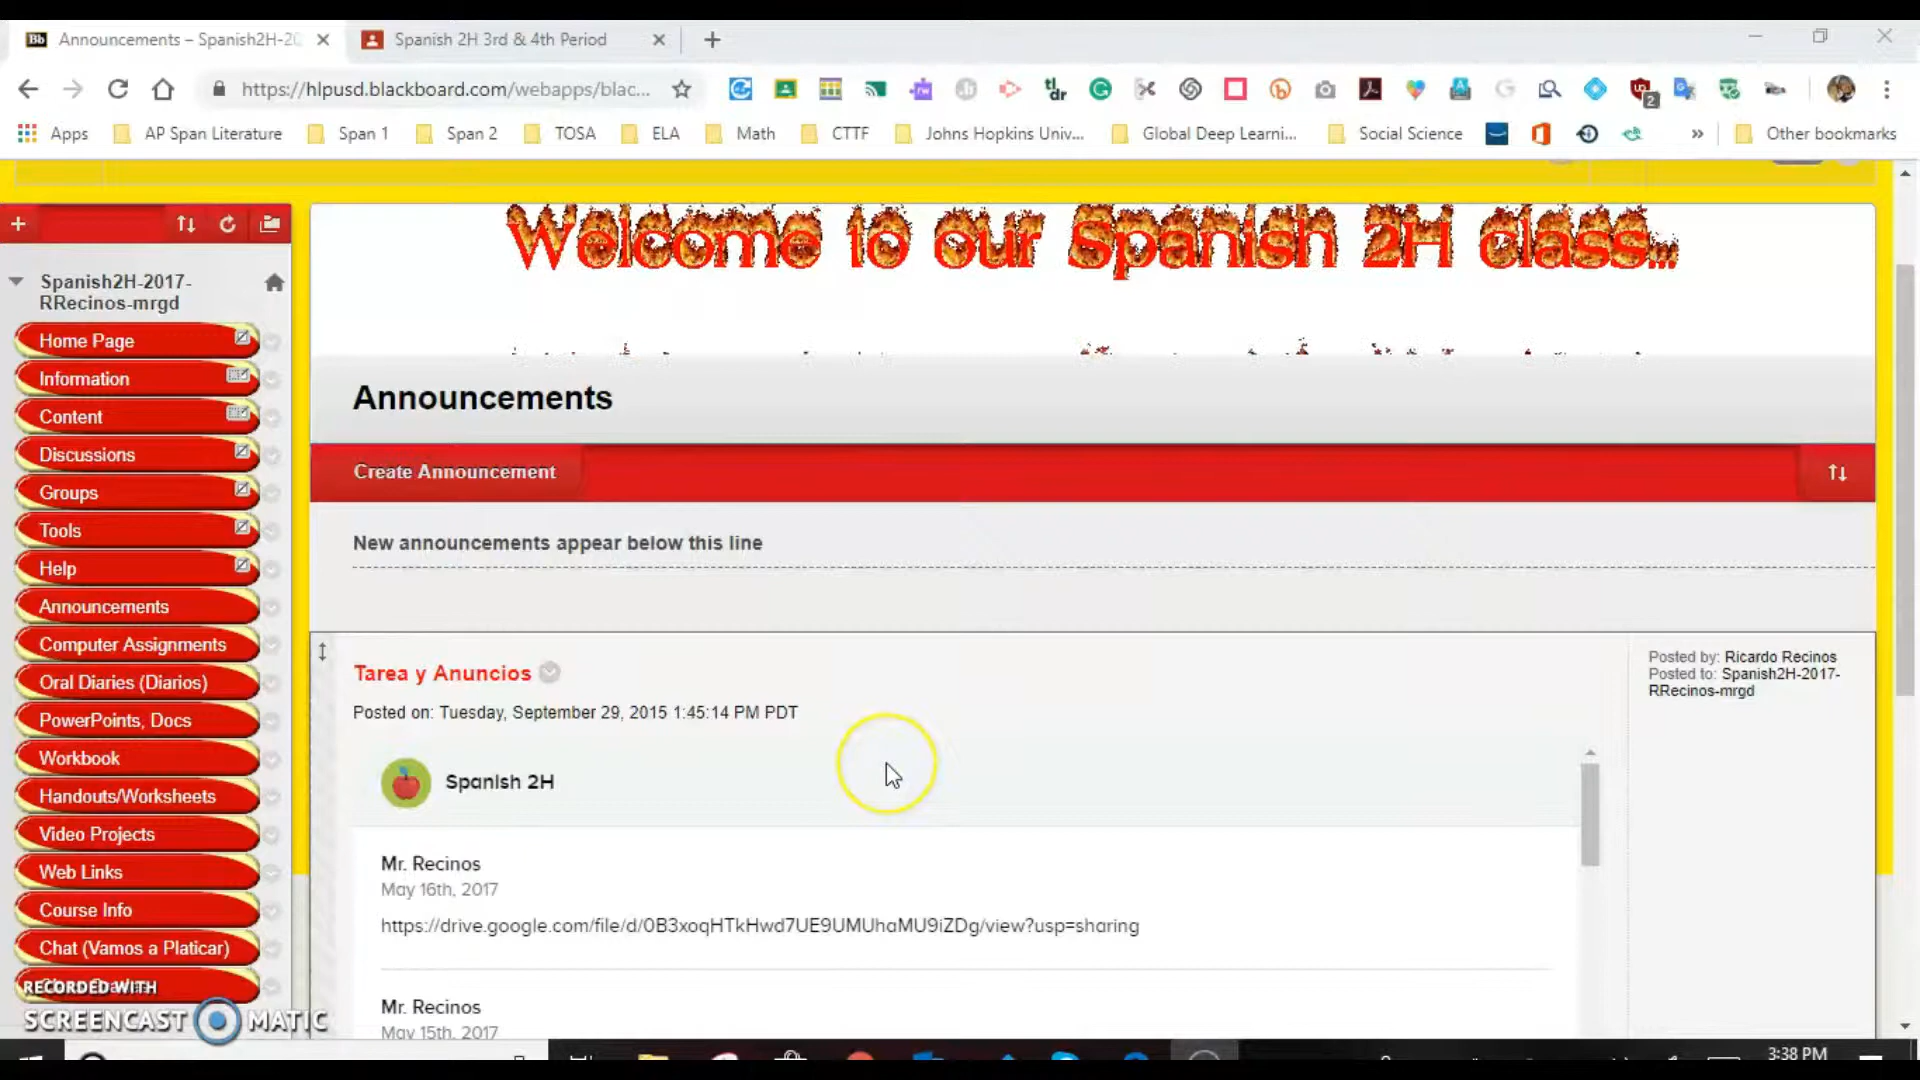 Bb Announcements – Spanish2H-20
Spanish 2H 3rd & 4th Period
https://hlpusd.blackboard.com/webapps/blac...
tl;dr
2
Apps
AP Span Literature
Span 1
Span 2
TOSA
ELA
Math
CTTF
Johns Hopkins Univ...
Global Deep Learni...
Social Science
»
Other bookmarks
Welcome to our Spanish 2H class...
Spanish2H-2017-
RRecinos-mrgd
Home Page
Information
Content
Discussions
Groups
Tools
Help
Announcements
Computer Assignments
Oral Diaries (Diarios)
PowerPoints, Docs
Workbook
Handouts/Worksheets
Video Projects
Web Links
Course Info
Chat (Vamos a Platicar)
Announcements
Create Announcement
New announcements appear below this line
Tarea y Anuncios
Posted on: Tuesday, September 29, 2015 1:45:14 PM PDT
Posted by: Ricardo Recinos
Posted to: Spanish2H-2017-
RRecinos-mrgd
Spanish 2H
Mr. Recinos
May 16th, 2017
https://drive.google.com/file/d/0B3xoqHTkHwd7UE9UMUhaMU9iZDg/view?usp=sharing
Mr. Recinos
May 15th, 2017
RECORDED WITH
SCREENCAST MATIC
3:38 PM